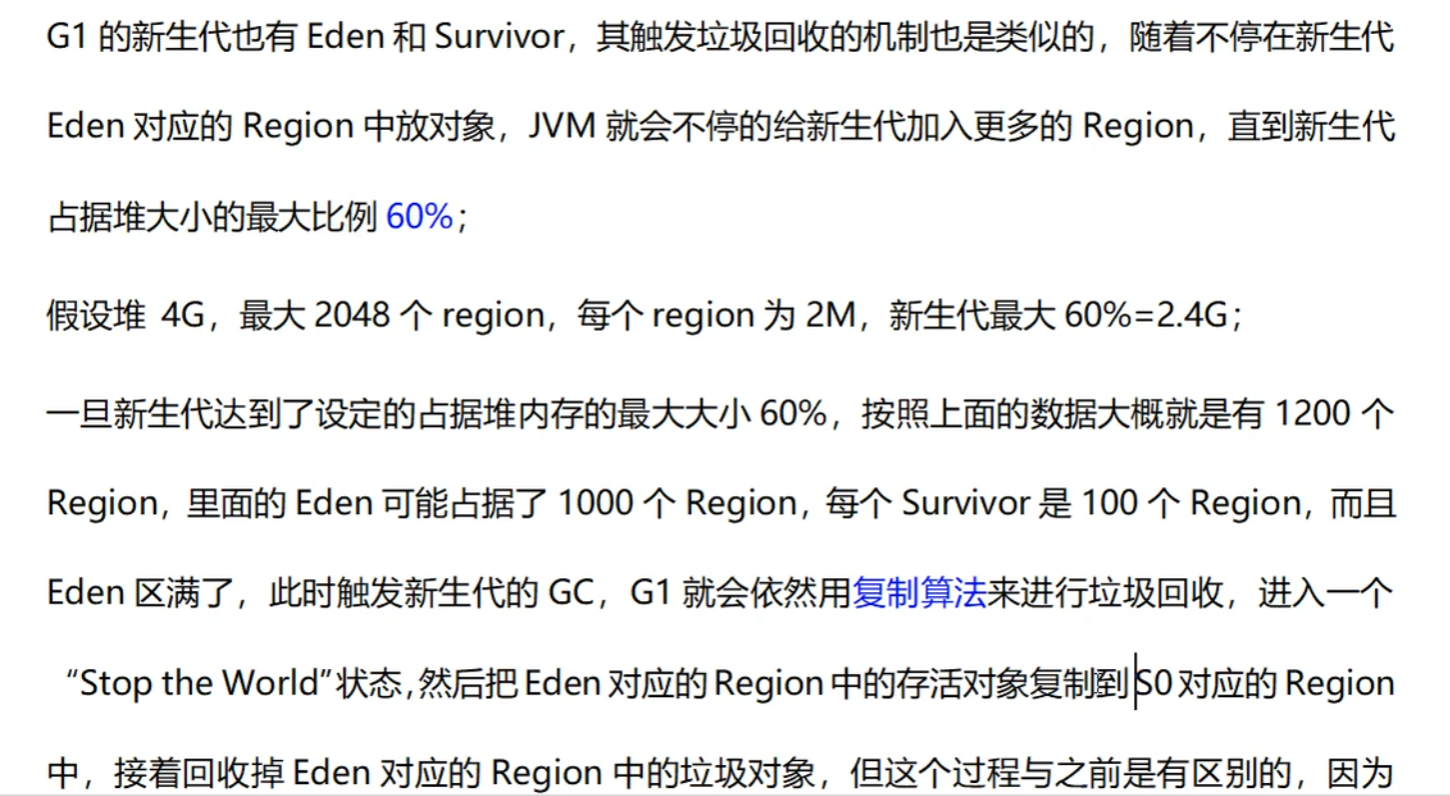 G1 的新生代也有 Eden 和 Survivor，其触发垃圾回收的机制也是类似的，随着不停在新生代
Eden 对应的 Region 中放对象，JVM 就会不停的给新生代加入更多的 Region，直到新生代
占据堆大小的最大比例 60%；
假设堆 4G，最大 2048 个 region，每个 region 为 2M，新生代最大 60%=2.4G；
一旦新生代达到了设定的占据堆内存的最大大小 60%，按照上面的数据大概就是有 1200 个
Region，里面的 Eden 可能占据了 1000 个 Region，每个 Survivor 是 100 个 Region，而且
Eden 区满了，此时触发新生代的 GC，G1 就会依然用复制算法来进行垃圾回收，进入一个
“Stop the World”状态,然后把 Eden 对应的 Region 中的存活对象复制到 S0 对应的 Region
中，接着回收掉 Eden 对应的 Region 中的垃圾对象，但这个过程与之前是有区别的，因为